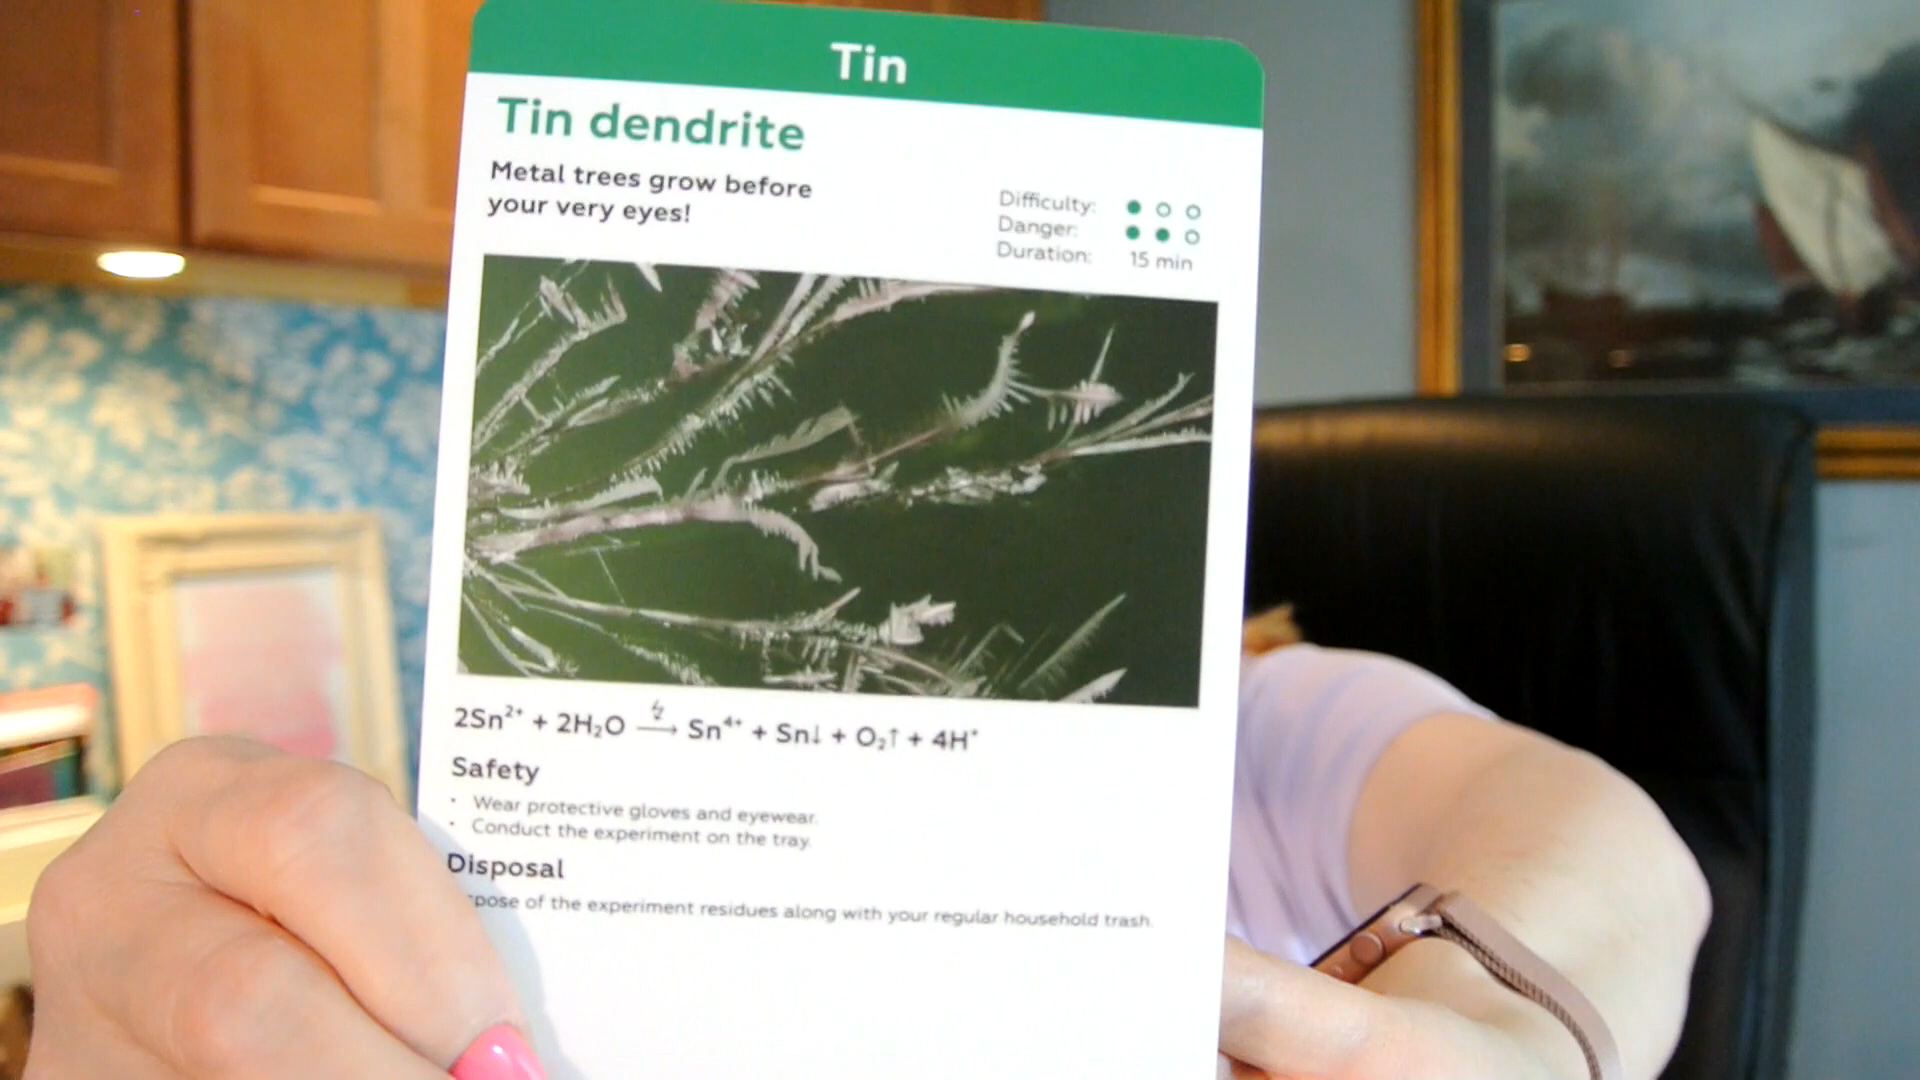 Tin
Tin dendrite
Metal trees grow before
your very eyes!
Difficulty:
Danger:
Duration: 15 min
2Sn²⁺ + 2H₂O ⟶ Sn⁴⁺ + Sn↓ + O₂↑ + 4H⁺
Safety
• Wear protective gloves and eyewear.
• Conduct the experiment on the tray.
Disposal
of the experiment residues along with your regular household trash.